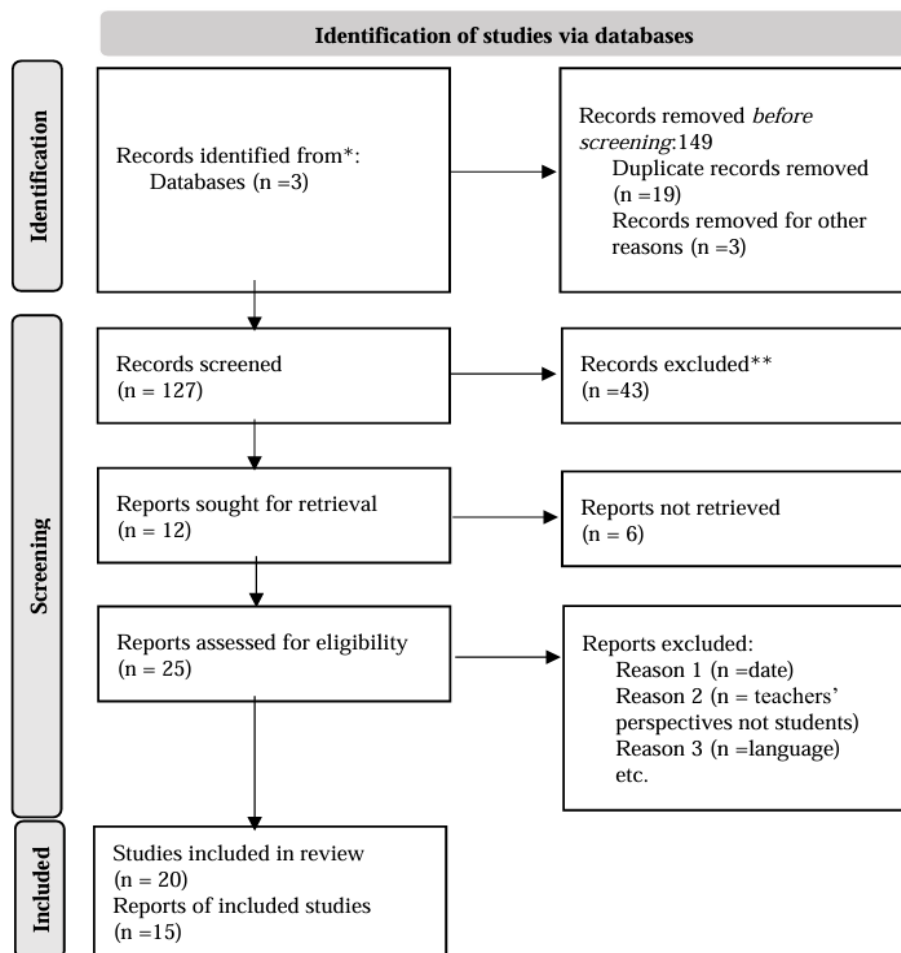 Identification of studies via databases
Identification
Records identified from*:
Databases (n =3)
Records removed before
screening:149
Duplicate records removed
(n =19)
Records removed for other
reasons (n =3)
Screening
Records screened
(n = 127)
Records excluded**
(n =43)
Reports sought for retrieval
(n = 12)
Reports not retrieved
(n = 6)
Reports assessed for eligibility
(n = 25)
Reports excluded:
Reason 1 (n =date)
Reason 2 (n = teachers’
perspectives not students)
Reason 3 (n =language)
etc.
Included
Studies included in review
(n = 20)
Reports of included studies
(n =15)